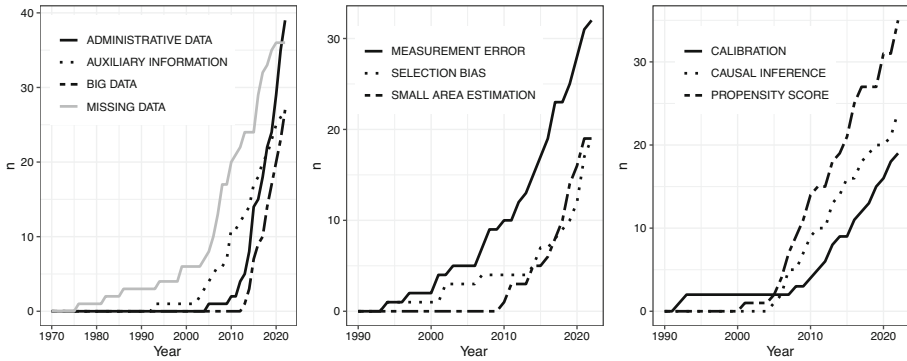 40
30
20
10
0
n
ADMINISTRATIVE DATA
AUXILIARY INFORMATION
BIG DATA
MISSING DATA
1970 1980 1990 2000 2010 2020
Year
30
20
10
0
n
MEASUREMENT ERROR
SELECTION BIAS
SMALL AREA ESTIMATION
1990 2000 2010 2020
Year
30
20
10
0
n
CALIBRATION
CAUSAL INFERENCE
PROPENSITY SCORE
1990 2000 2010 2020
Year